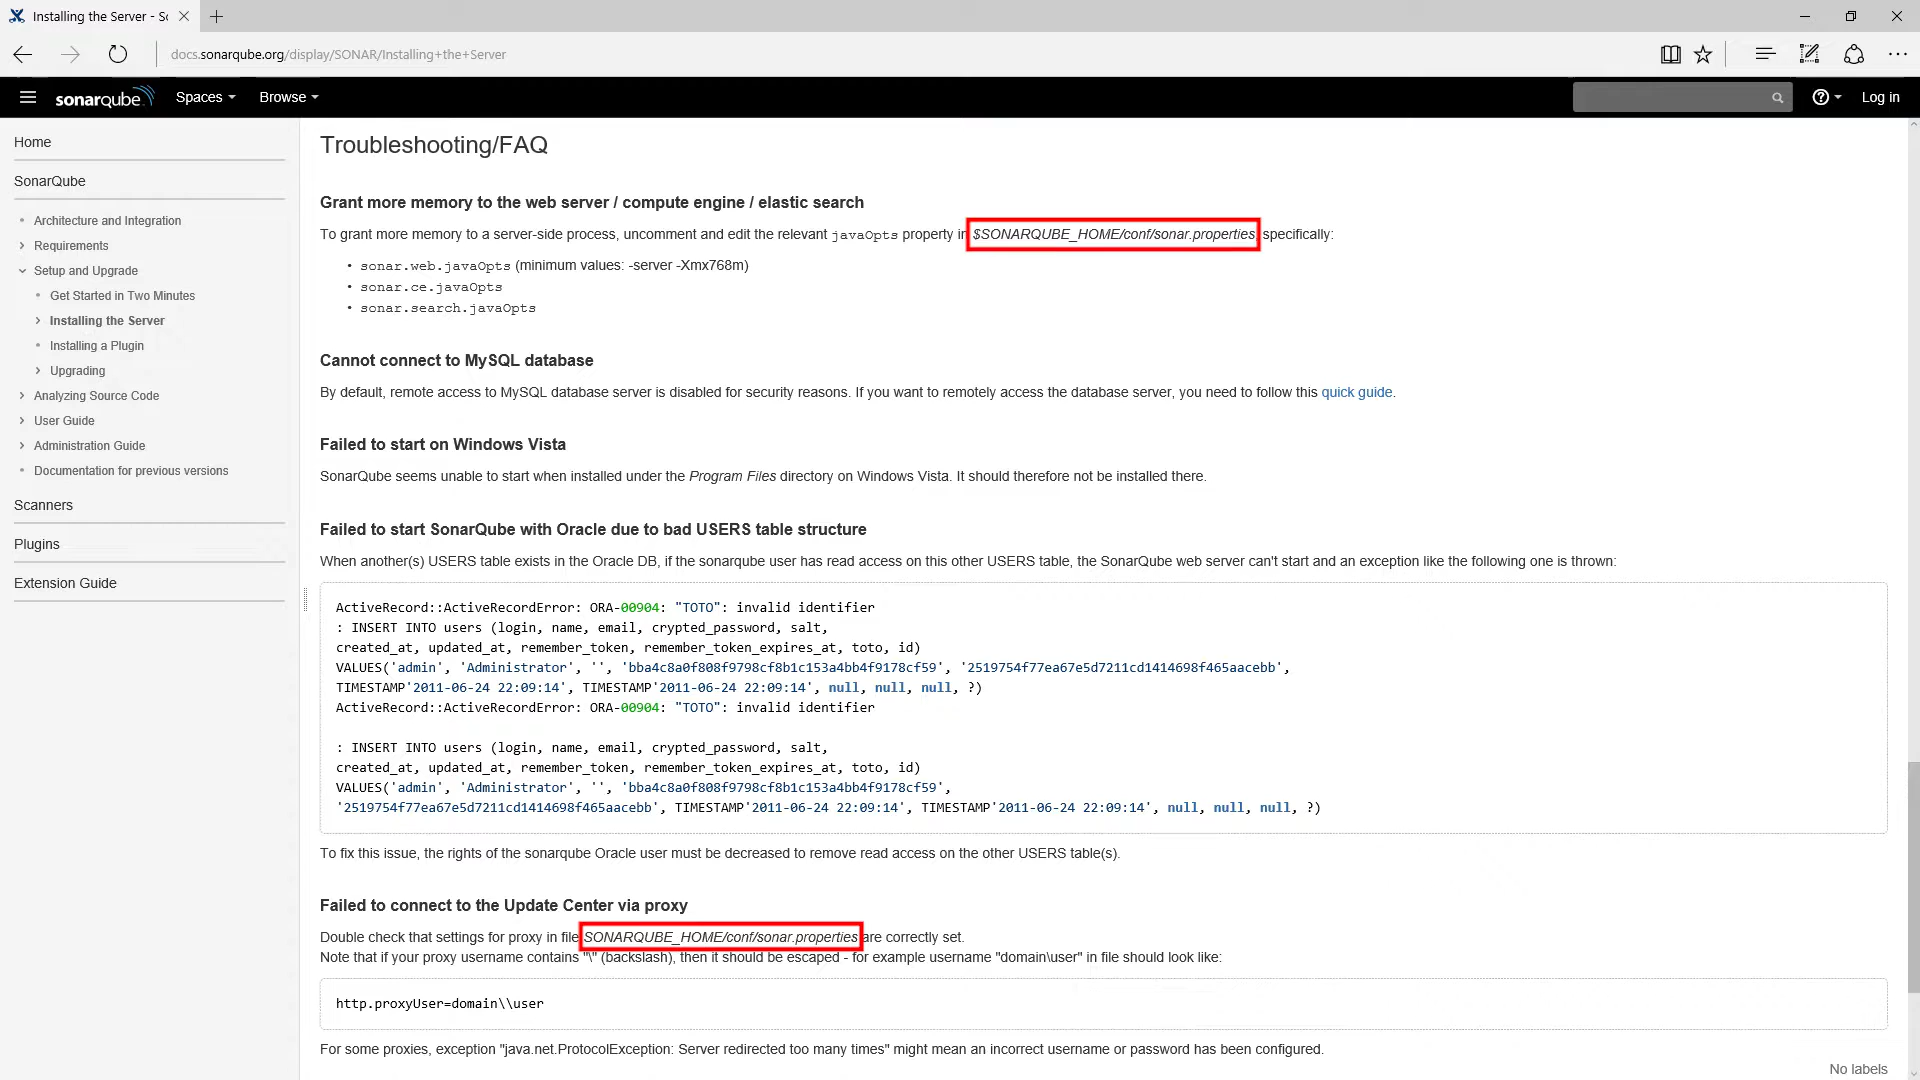 Installing the Server - Sc
docs.sonarqube.org/display/SONAR/Installing+the+Server
sonarqube
Spaces
Browse
Log in
Home
SonarQube
Architecture and Integration
Requirements
Setup and Upgrade
Get Started in Two Minutes
Installing the Server
Installing a Plugin
Upgrading
Analyzing Source Code
User Guide
Administration Guide
Documentation for previous versions
Scanners
Plugins
Extension Guide
Troubleshooting/FAQ
Grant more memory to the web server / compute engine / elastic search
To grant more memory to a server-side process, uncomment and edit the relevant javaOpts property in $SONARQUBE_HOME/conf/sonar.properties specifically:
• sonar.web.javaOpts (minimum values: -server -Xmx768m)
• sonar.ce.javaOpts
• sonar.search.javaOpts
Cannot connect to MySQL database
By default, remote access to MySQL database server is disabled for security reasons. If you want to remotely access the database server, you need to follow this quick guide.
Failed to start on Windows Vista
SonarQube seems unable to start when installed under the Program Files directory on Windows Vista. It should therefore not be installed there.
Failed to start SonarQube with Oracle due to bad USERS table structure
When another(s) USERS table exists in the Oracle DB, if the sonarqube user has read access on this other USERS table, the SonarQube web server can't start and an exception like the following one is thrown:
ActiveRecord::ActiveRecordError: ORA-00904: "TOTO": invalid identifier
: INSERT INTO users (login, name, email, crypted_password, salt,
created_at, updated_at, remember_token, remember_token_expires_at, toto, id)
VALUES('admin', 'Administrator', '', 'bba4c8a0f808f9798cf8b1c153a4bb4f9178cf59', '2519754f77ea67e5d7211cd1414698f465aacebb',
TIMESTAMP'2011-06-24 22:09:14', TIMESTAMP'2011-06-24 22:09:14', null, null, null, ?)
ActiveRecord::ActiveRecordError: ORA-00904: "TOTO": invalid identifier
: INSERT INTO users (login, name, email, crypted_password, salt,
created_at, updated_at, remember_token, remember_token_expires_at, toto, id)
VALUES('admin', 'Administrator', '', 'bba4c8a0f808f9798cf8b1c153a4bb4f9178cf59',
'2519754f77ea67e5d7211cd1414698f465aacebb', TIMESTAMP'2011-06-24 22:09:14', TIMESTAMP'2011-06-24 22:09:14', null, null, null, ?)
To fix this issue, the rights of the sonarqube Oracle user must be decreased to remove read access on the other USERS table(s).
Failed to connect to the Update Center via proxy
Double check that settings for proxy in file SONARQUBE_HOME/conf/sonar.properties are correctly set.
Note that if your proxy username contains "\" (backslash), then it should be escaped - for example username "domain\user" in file should look like:
http.proxyUser=domain\\user
For some proxies, exception "java.net.ProtocolException: Server redirected too many times" might mean an incorrect username or password has been configured.
No labels